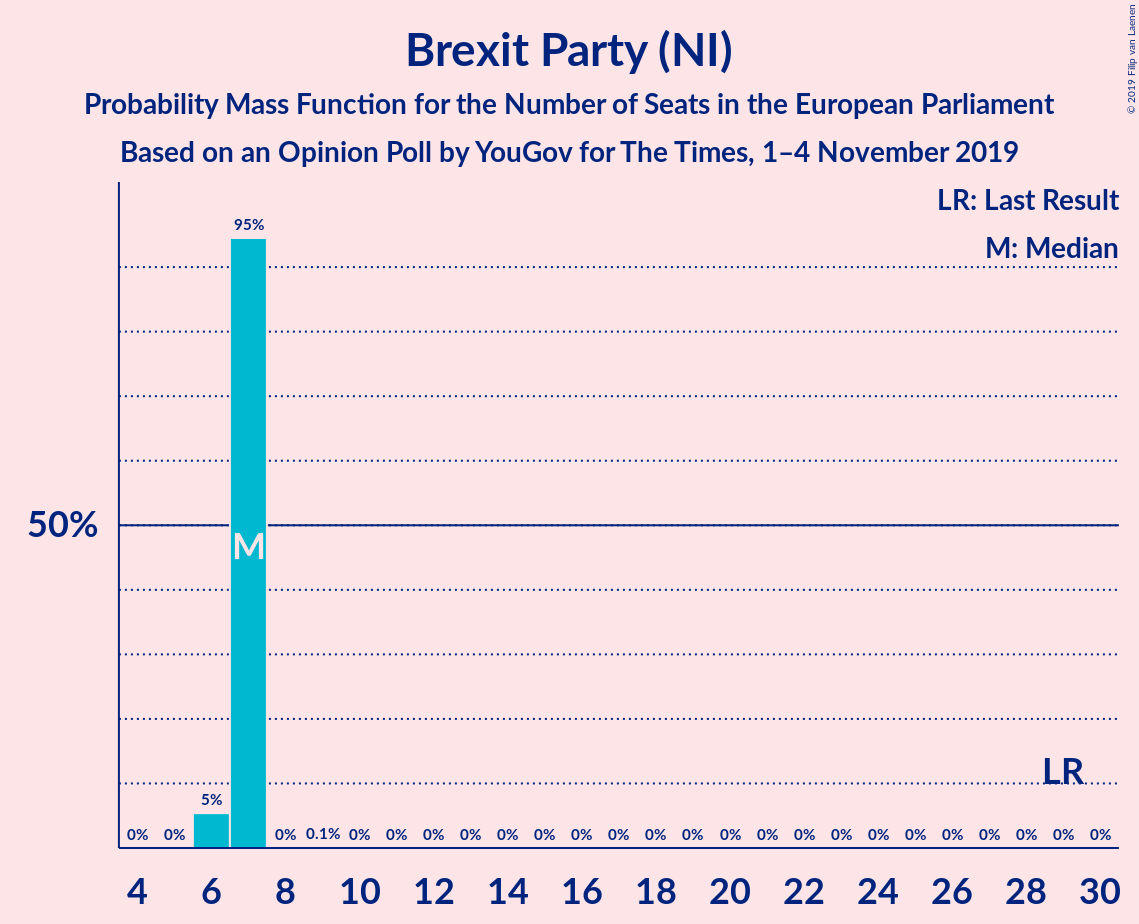 Brexit Party (NI)
Probability Mass Function for the Number of Seats in the European Parliament
Based on an Opinion Poll by YouGov for The Times, 1–4 November 2019
© 2019 Filip van Laenen
LR: Last Result
M: Median
95%
50%
M
LR
5%
0% 0% 0% 0.1% 0% 0% 0% 0% 0% 0% 0% 0% 0% 0% 0% 0% 0% 0% 0% 0% 0% 0% 0% 0% 0%
4 6 8 10 12 14 16 18 20 22 24 26 28 30